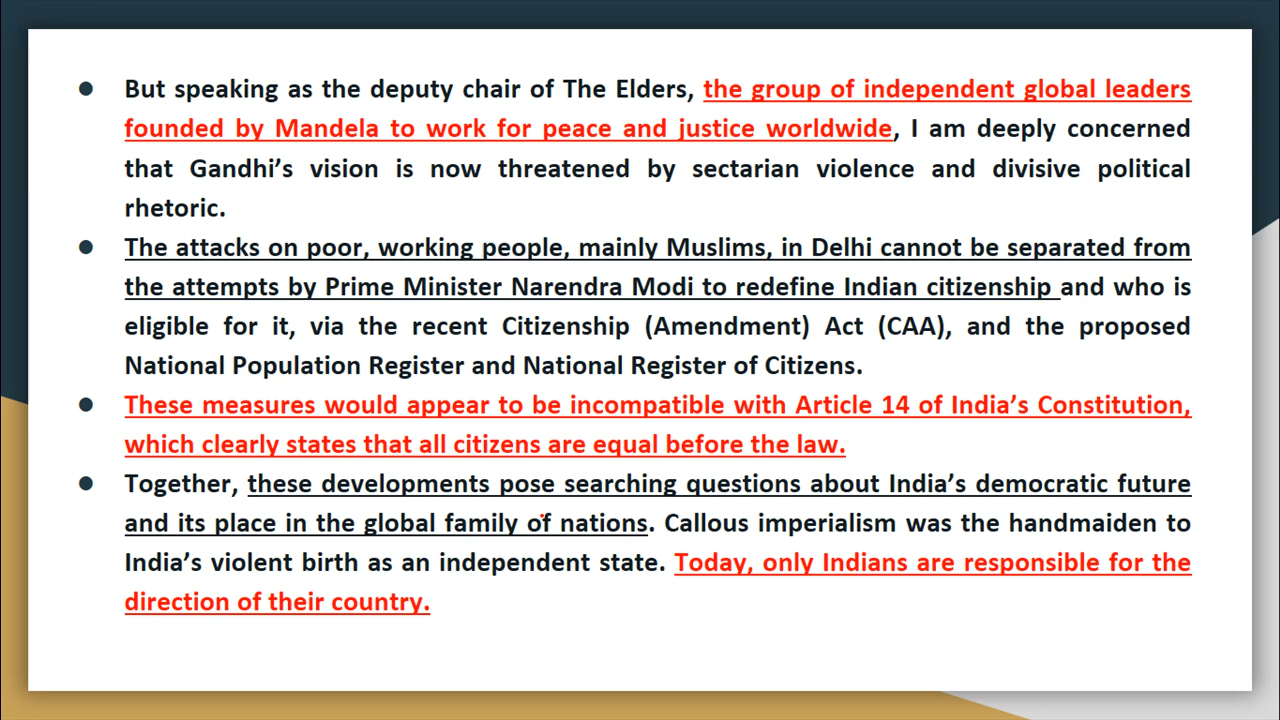 ● But speaking as the deputy chair of The Elders, the group of independent global leaders
founded by Mandela to work for peace and justice worldwide, I am deeply concerned
that Gandhi’s vision is now threatened by sectarian violence and divisive political
rhetoric.
● The attacks on poor, working people, mainly Muslims, in Delhi cannot be separated from
the attempts by Prime Minister Narendra Modi to redefine Indian citizenship and who is
eligible for it, via the recent Citizenship (Amendment) Act (CAA), and the proposed
National Population Register and National Register of Citizens.
● These measures would appear to be incompatible with Article 14 of India’s Constitution,
which clearly states that all citizens are equal before the law.
● Together, these developments pose searching questions about India’s democratic future
and its place in the global family of nations. Callous imperialism was the handmaiden to
India’s violent birth as an independent state. Today, only Indians are responsible for the
direction of their country.